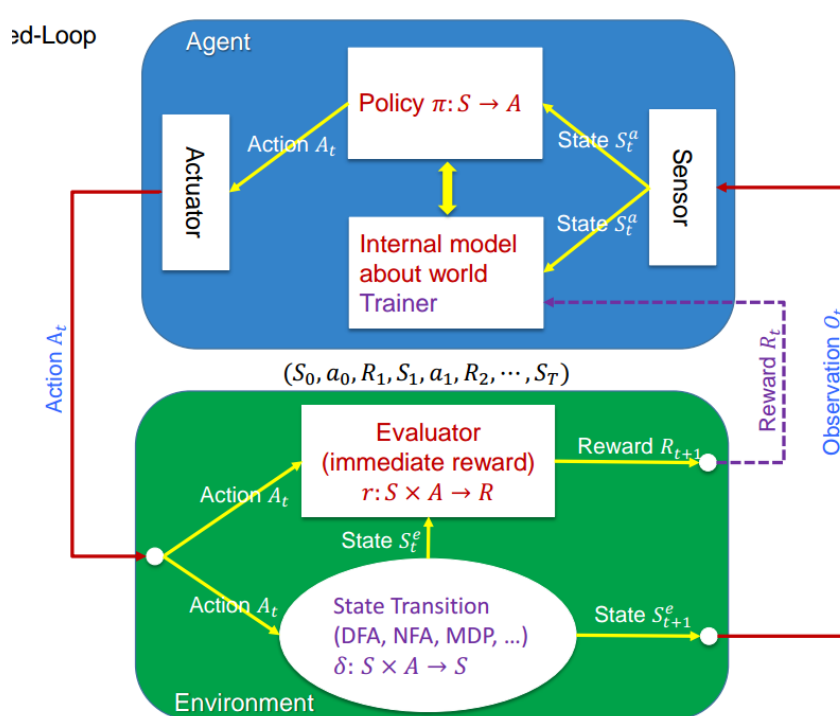 ed-Loop
Agent
Policy π: S → A
Action A_t
State S_t^a
Actuator
Sensor
State S_t^a
Internal model
about world
Trainer
Action A_t
Reward R_t
Observation O_t
(S_0, a_0, R_1, S_1, a_1, R_2, ⋯, S_T)
Evaluator
(immediate reward)
r: S × A → R
Reward R_{t+1}
Action A_t
State S_t^e
Action A_t
State Transition
(DFA, NFA, MDP, ...)
δ: S × A → S
State S_{t+1}^e
Environment